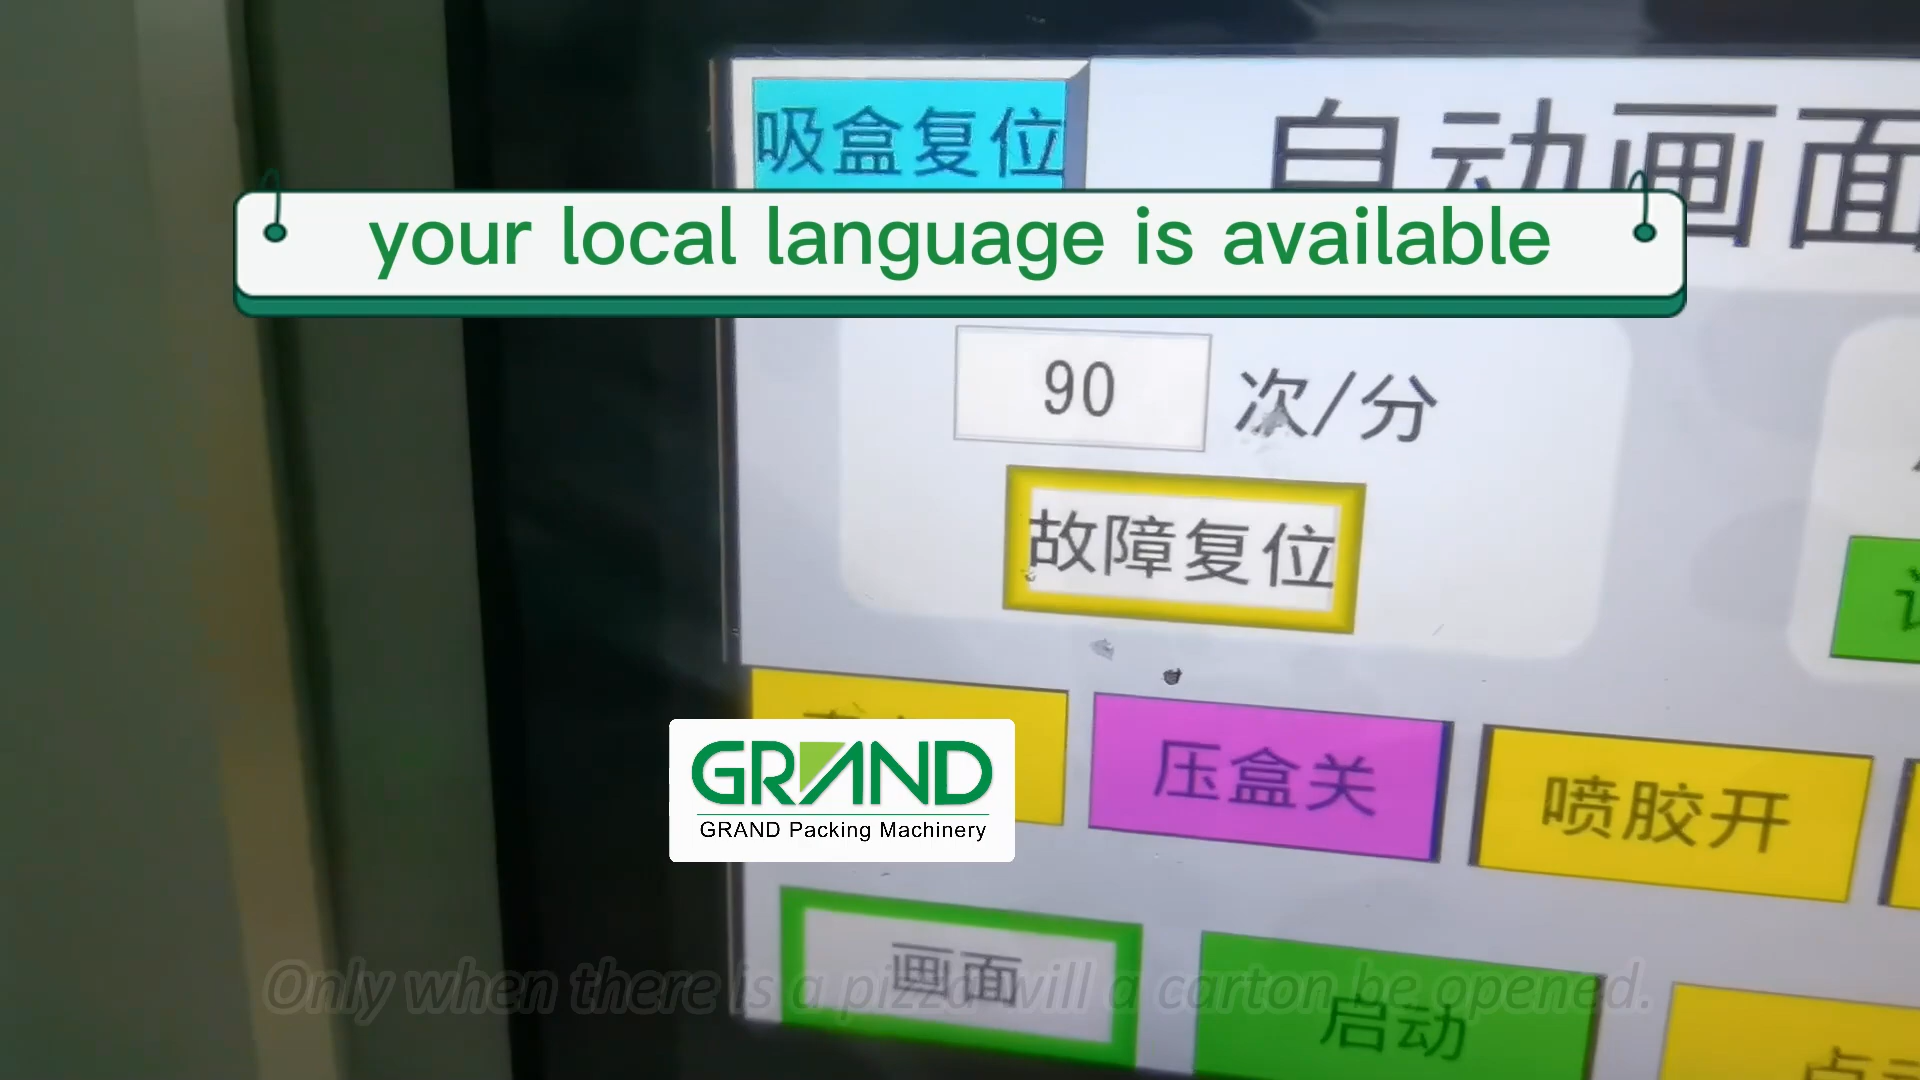 吸盒复位
自动画面
your local language is available
90 次/分
故障复位
压盒关
喷胶开
GRAND
GRAND Packing Machinery
画面
Only when there is a pizza will a carton be opened.
启动